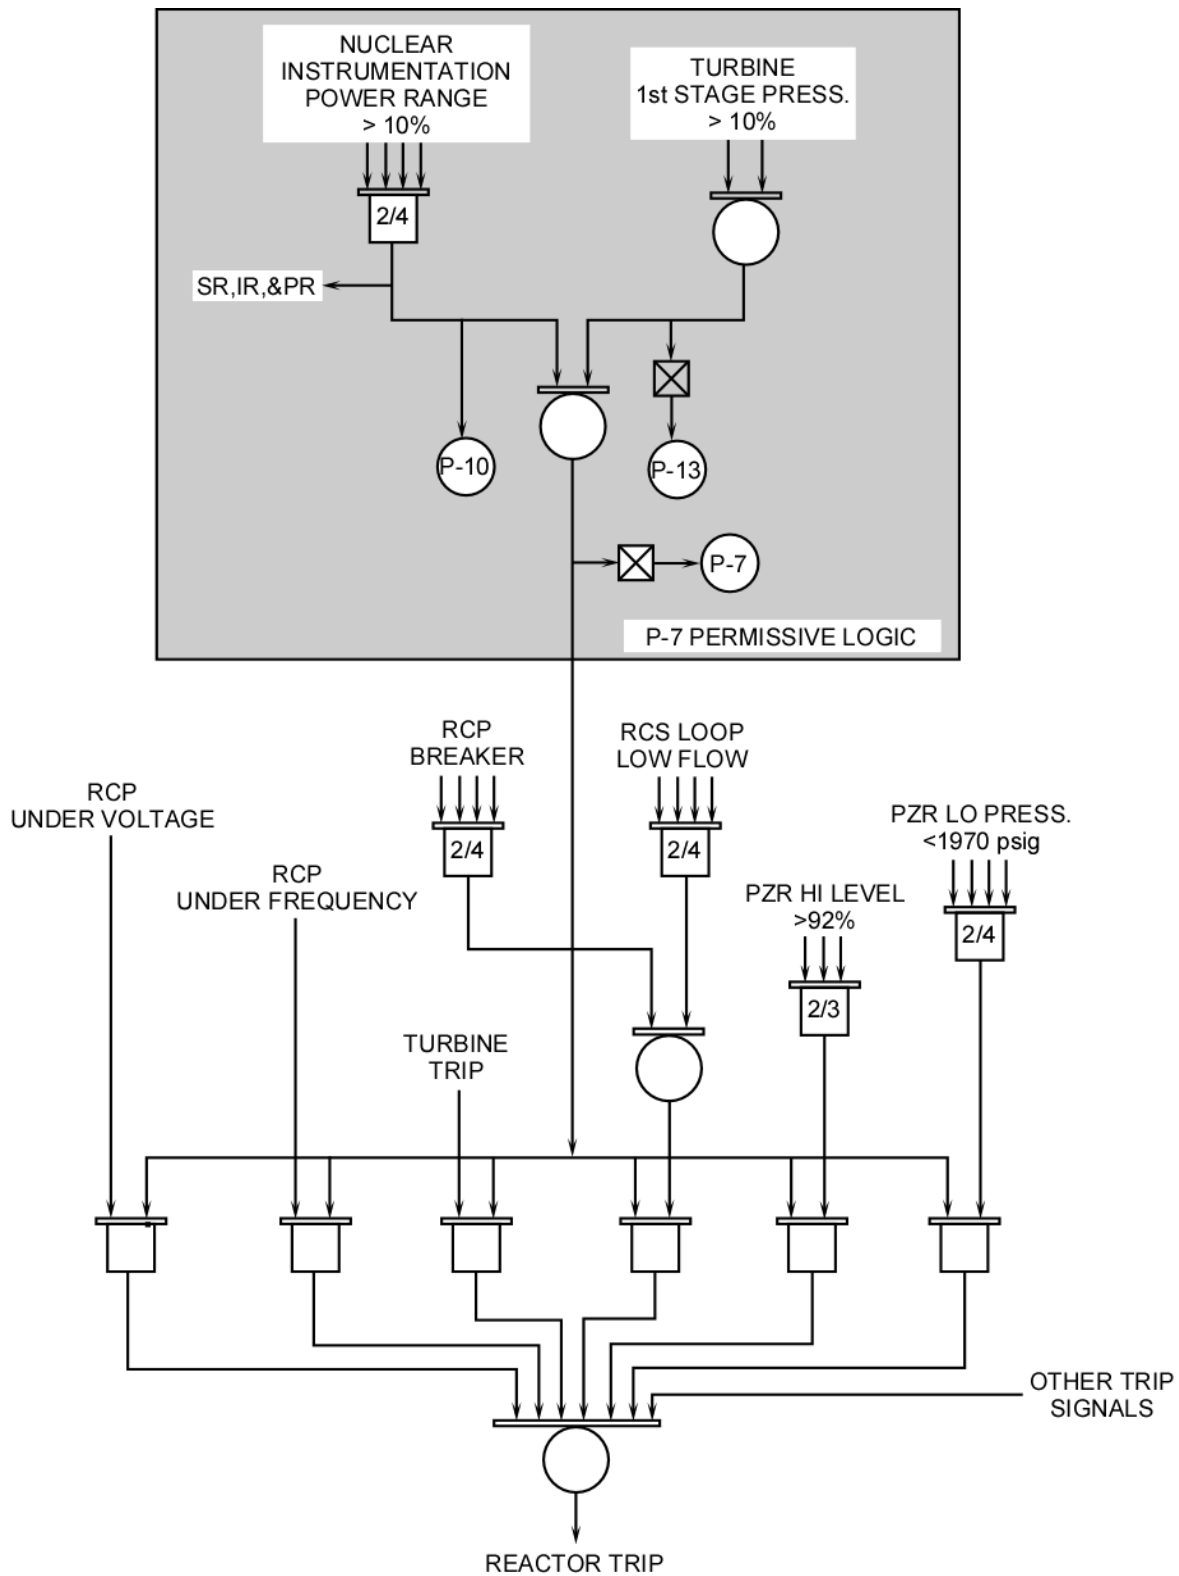 NUCLEAR
INSTRUMENTATION
POWER RANGE
> 10%
TURBINE
1st STAGE PRESS.
> 10%
2/4
SR,IR,&PR
P-10
P-13
P-7
P-7 PERMISSIVE LOGIC
RCP
BREAKER
RCS LOOP
LOW FLOW
RCP
UNDER VOLTAGE
PZR LO PRESS.
<1970 psig
2/4
2/4
RCP
UNDER FREQUENCY
PZR HI LEVEL
>92%
2/4
2/3
TURBINE
TRIP
OTHER TRIP
SIGNALS
REACTOR TRIP